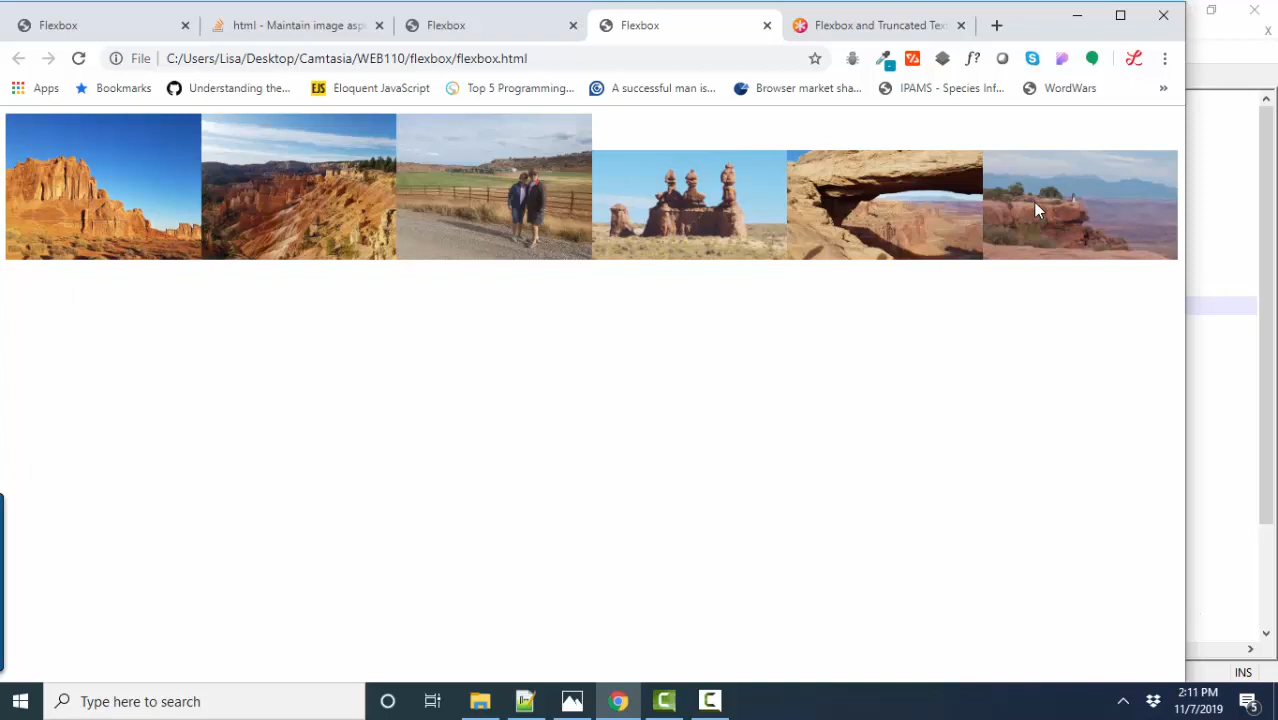 Flexbox
html - Maintain image asp
Flexbox
Flexbox
Flexbox and Truncated Tex
File
C:/Users/Lisa/Desktop/Camtasia/WEB110/flexbox/flexbox.html
f?
Apps
Bookmarks
Understanding the...
EJS Eloquent JavaScript
Top 5 Programming...
A successful man is...
Browser market sha...
IPAMS - Species Inf...
WordWars
»
INS
Type here to search
2:11 PM
11/7/2019
5